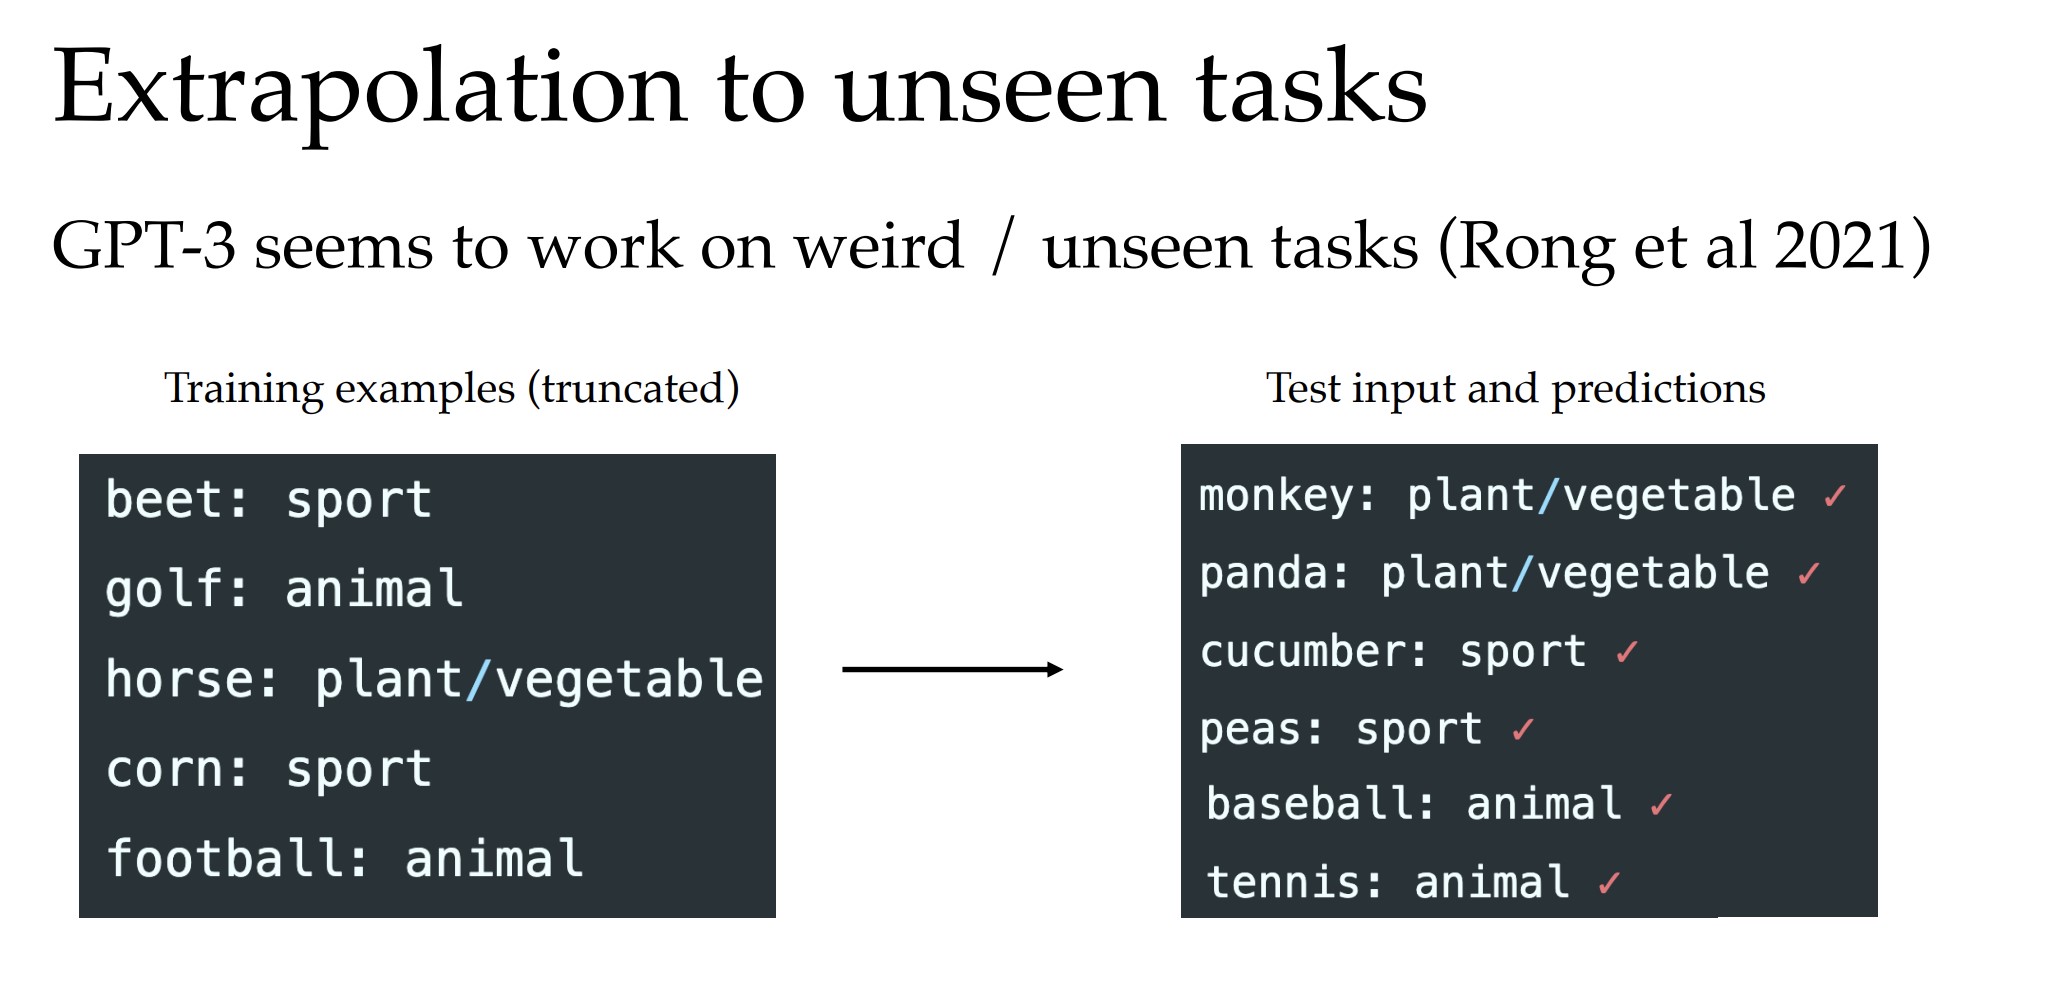 Extrapolation to unseen tasks
GPT-3 seems to work on weird / unseen tasks (Rong et al 2021)
Training examples (truncated)
beet: sport
golf: animal
horse: plant/vegetable
corn: sport
football: animal
Test input and predictions
monkey: plant/vegetable ✓
panda: plant/vegetable ✓
cucumber: sport ✓
peas: sport ✓
baseball: animal ✓
tennis: animal ✓